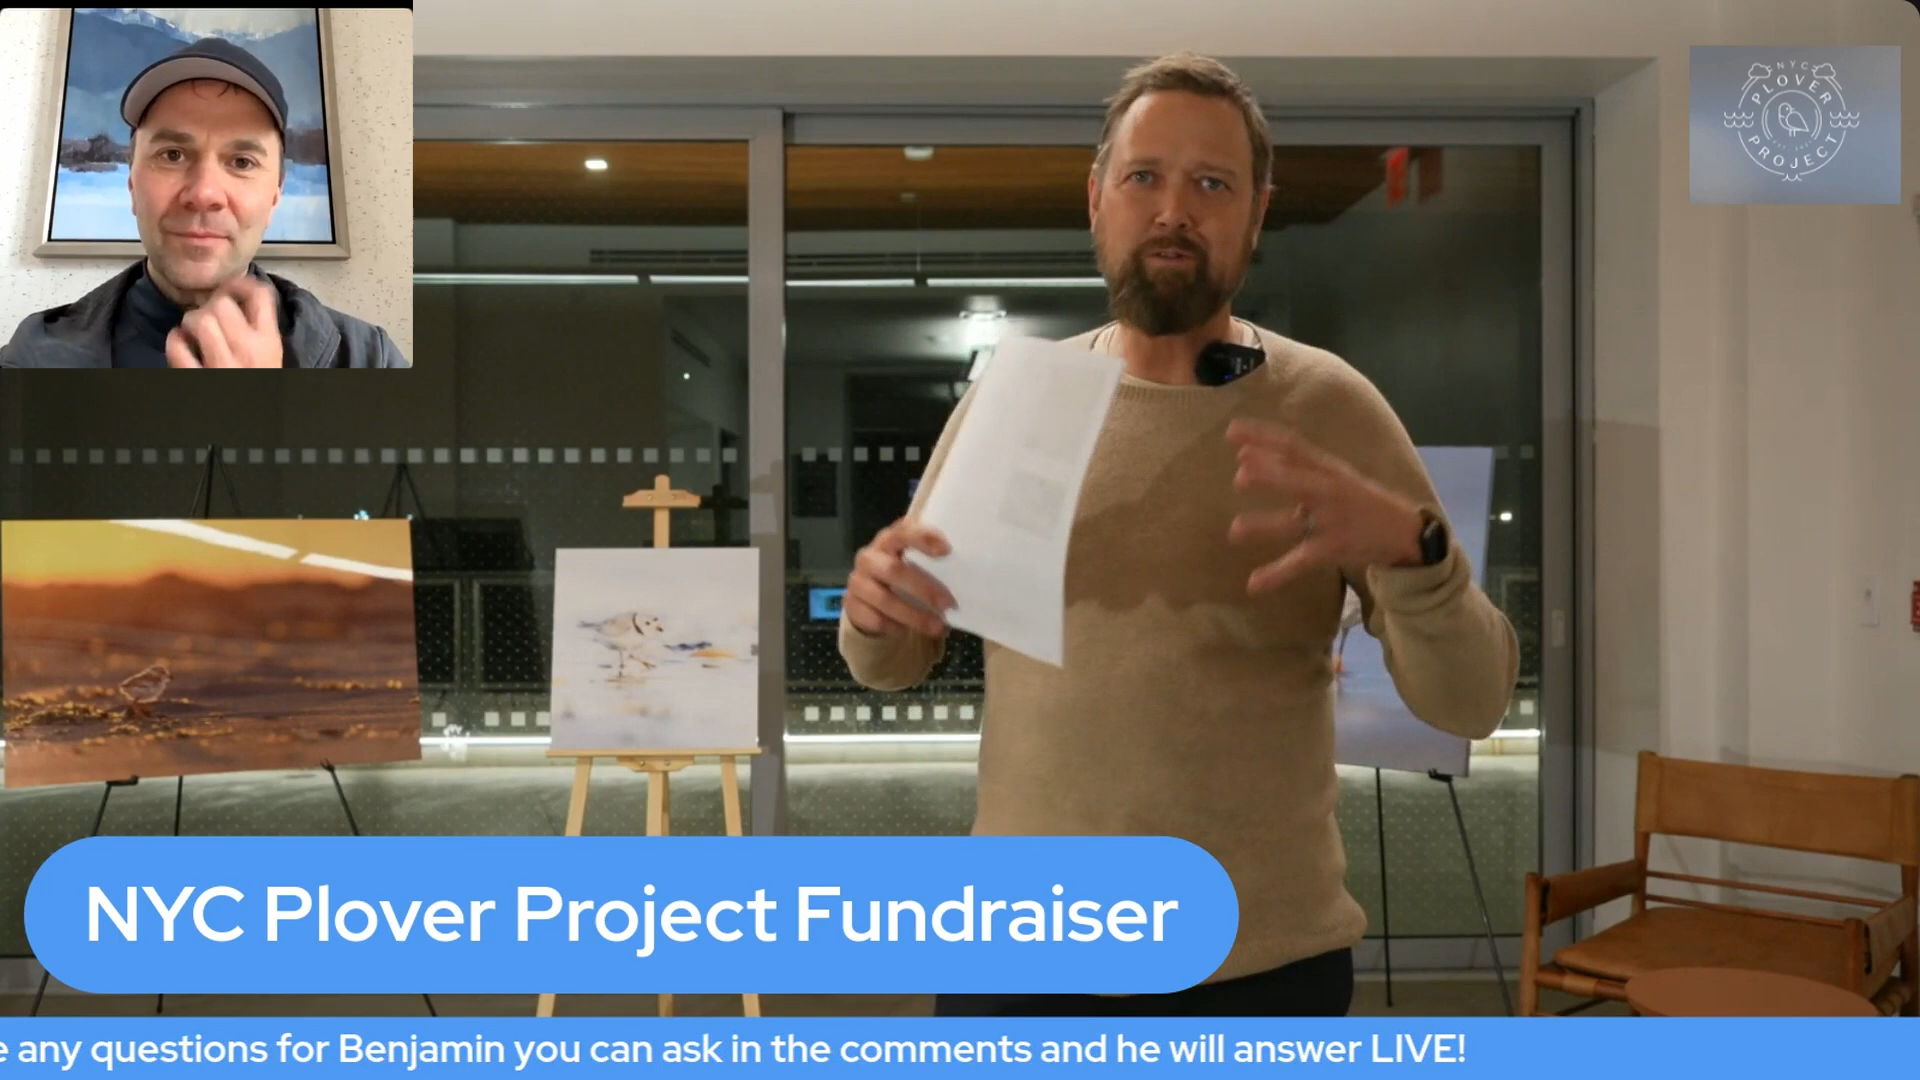 NYC
PLOVER
PROJECT
NYC Plover Project Fundraiser
e any questions for Benjamin you can ask in the comments and he will answer LIVE!